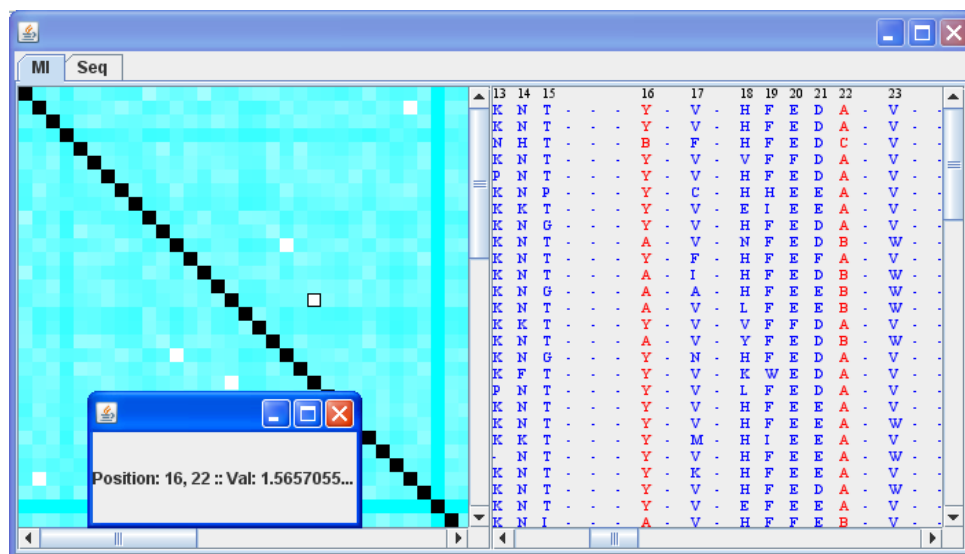 MI Seq
13 14 15 16 17 18 19 20 21 22 23
K N T - - - Y - V - H F E D A - V - -
K N T - - - Y - V - H F E D A - V - -
N H T - - - B - F - H F E D C - V - -
K N T - - - Y - V - V F F D A - V - -
P N T - - - Y - V - H F E D A - V - -
K N P - - - Y - C - H H E E A - V - -
K K T - - - Y - V - E I E E A - V - -
K N G - - - Y - V - H F E D A - V - -
K N T - - - A - V - N F E D B - W - -
K N T - - - Y - F - H F E F A - V - -
K N T - - - A - I - H F E D B - W - -
K N G - - - A - A - H F E E B - W - -
K N T - - - A - V - L F E E B - W - -
K K T - - - Y - V - V F F D A - V - -
K N T - - - A - V - Y F E D B - W - -
K N G - - - Y - N - H F E D A - V - -
K F T - - - Y - V - K W E D A - V - -
P N T - - - Y - V - L F E D A - V - -
K N T - - - Y - V - H F E E A - V - -
K N T - - - Y - V - H F E E A - W - -
K K T - - - Y - M - H I E E A - V - -
- N T - - - Y - V - H F E E A - W - -
K N T - - - Y - K - H F E E A - V - -
K N T - - - Y - V - H F E D A - W - -
K N T - - - Y - V - E F E E A - V - -
K N I - - - A - V - H F F E B - V - -
Position: 16, 22 :: Val: 1.5657055...